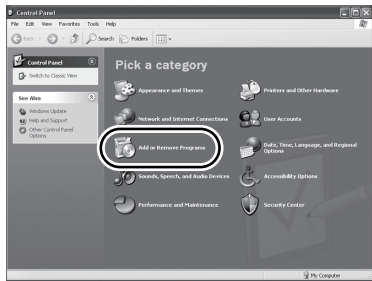 Control Panel
File Edit View Favorites Tools Help
Back Search Folders
Control Panel
Switch to Classic View
See Also
Windows Update
Help and Support
Other Control Panel
Options
Pick a category
Appearance and Themes
Printers and Other Hardware
Network and Internet Connections
User Accounts
Add or Remove Programs
Date, Time, Language, and Regional
Options
Sounds, Speech, and Audio Devices
Accessibility Options
Performance and Maintenance
Security Center
My Computer